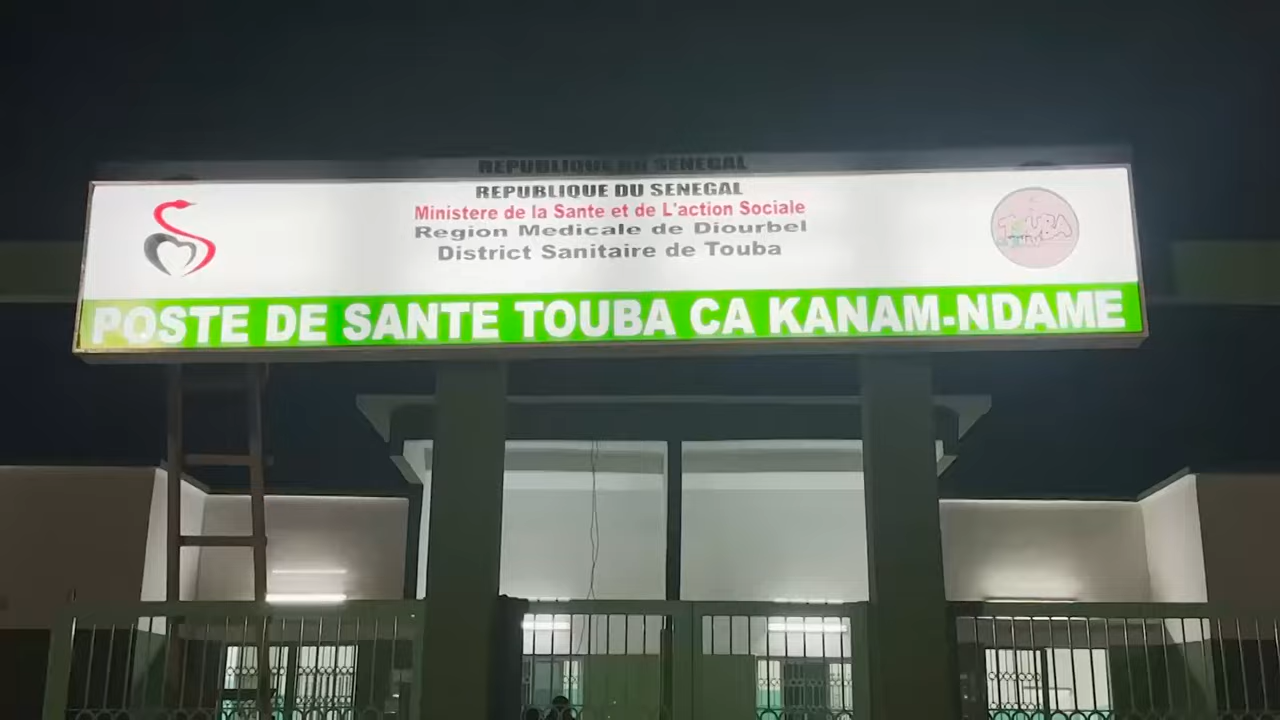 REPUBLIQUE DU SENEGAL
REPUBLIQUE DU SENEGAL
Ministere de la Sante et de L'action Sociale
Region Medicale de Diourbel
District Sanitaire de Touba
TOUBA
POSTE DE SANTE TOUBA CA KANAM-NDAME